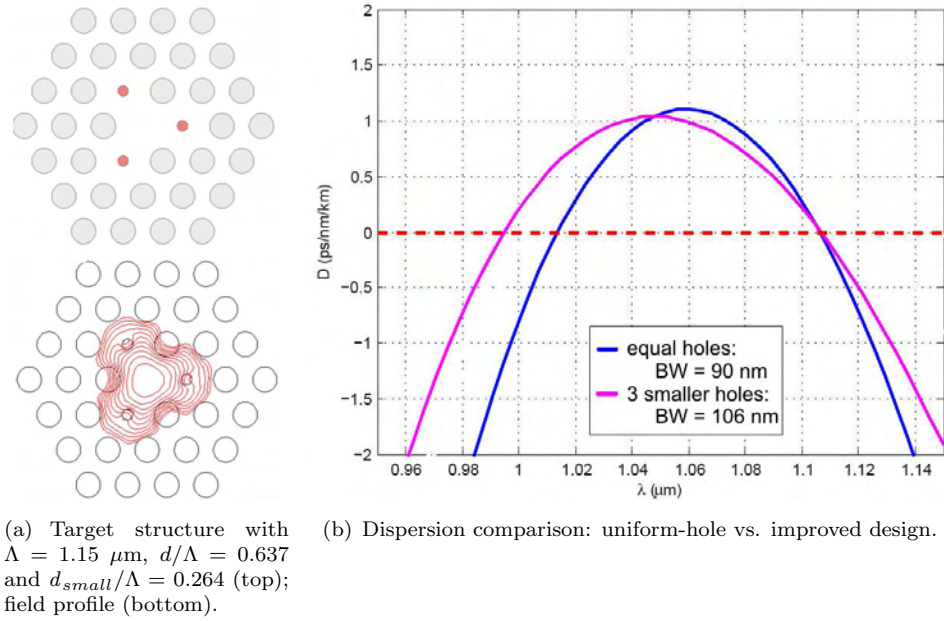 2
1.5
1
0.5
0
−0.5
−1
−1.5
−2
D (ps/nm/km)
equal holes:
BW = 90 nm
3 smaller holes:
BW = 106 nm
0.96 0.98 1 1.02 1.04 1.06 1.08 1.1 1.12 1.14
λ (μm)
(a) Target structure with
Λ = 1.15 μm, d/Λ = 0.637
and d_small/Λ = 0.264 (top);
field profile (bottom).
(b) Dispersion comparison: uniform-hole vs. improved design.